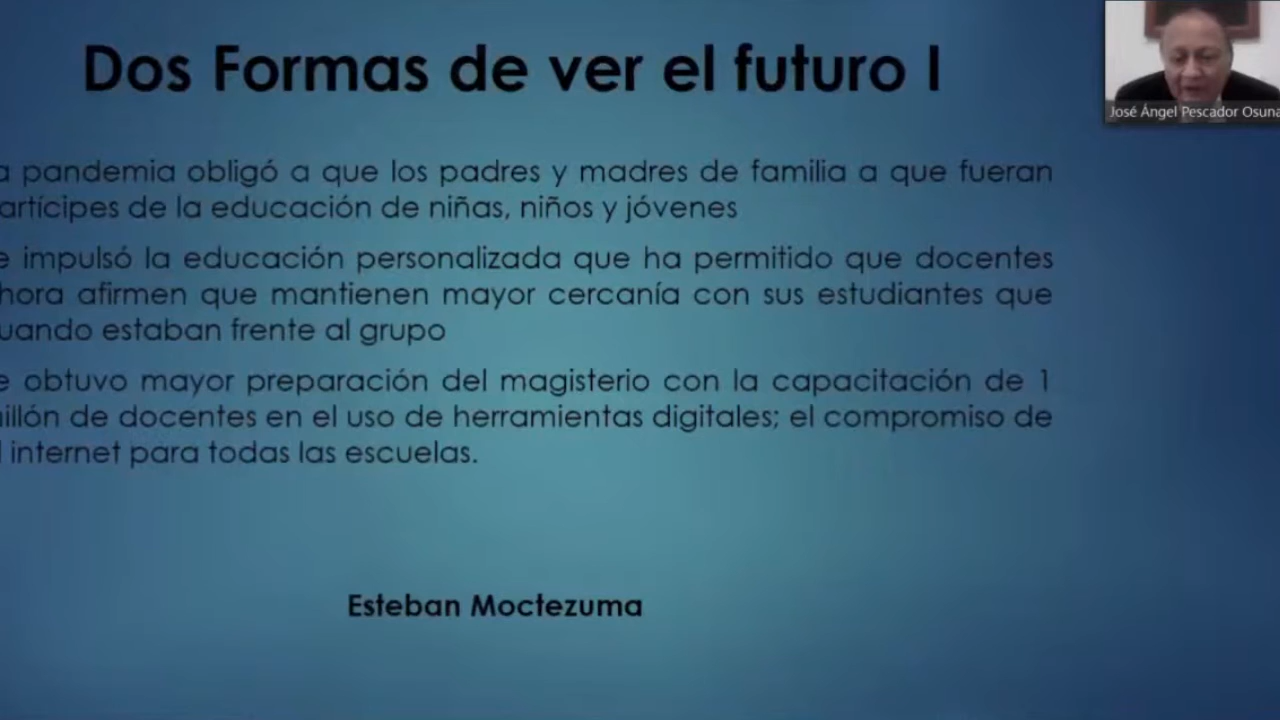 Dos Formas de ver el futuro I
José Ángel Pescador Osuna
a pandemia obligó a que los padres y madres de familia a que fueran
artícipes de la educación de niñas, niños y jóvenes
e impulsó la educación personalizada que ha permitido que docentes
hora afirmen que mantienen mayor cercanía con sus estudiantes que
uando estaban frente al grupo
e obtuvo mayor preparación del magisterio con la capacitación de 1
illón de docentes en el uso de herramientas digitales; el compromiso de
l internet para todas las escuelas.
Esteban Moctezuma